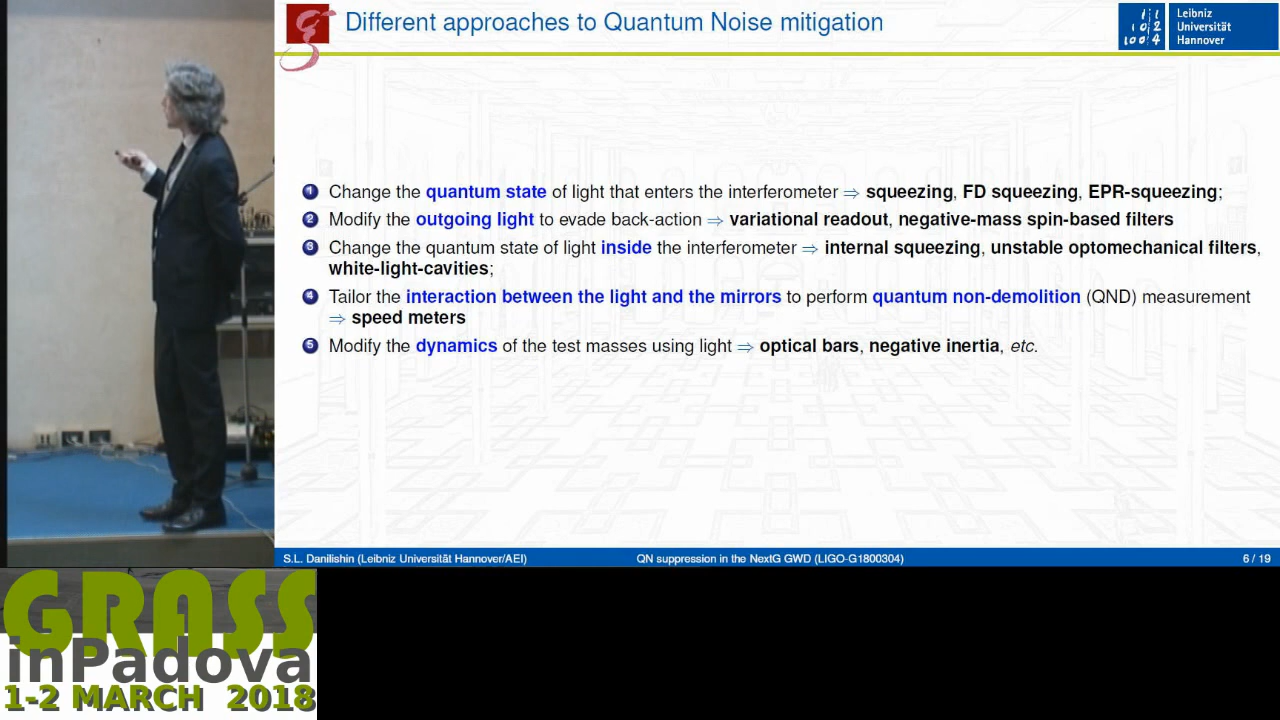 Different approaches to Quantum Noise mitigation
Leibniz
Universität
Hannover
1 Change the quantum state of light that enters the interferometer ⇒ squeezing, FD squeezing, EPR-squeezing;
2 Modify the outgoing light to evade back-action ⇒ variational readout, negative-mass spin-based filters
3 Change the quantum state of light inside the interferometer ⇒ internal squeezing, unstable optomechanical filters,
white-light-cavities;
4 Tailor the interaction between the light and the mirrors to perform quantum non-demolition (QND) measurement
⇒ speed meters
5 Modify the dynamics of the test masses using light ⇒ optical bars, negative inertia, etc.
S.L. Danilishin (Leibniz Universität Hannover/AEI) QN suppression in the NextG GWD (LIGO-G1800304) 6 / 19
GRASS
inPadova
1-2 MARCH 2018